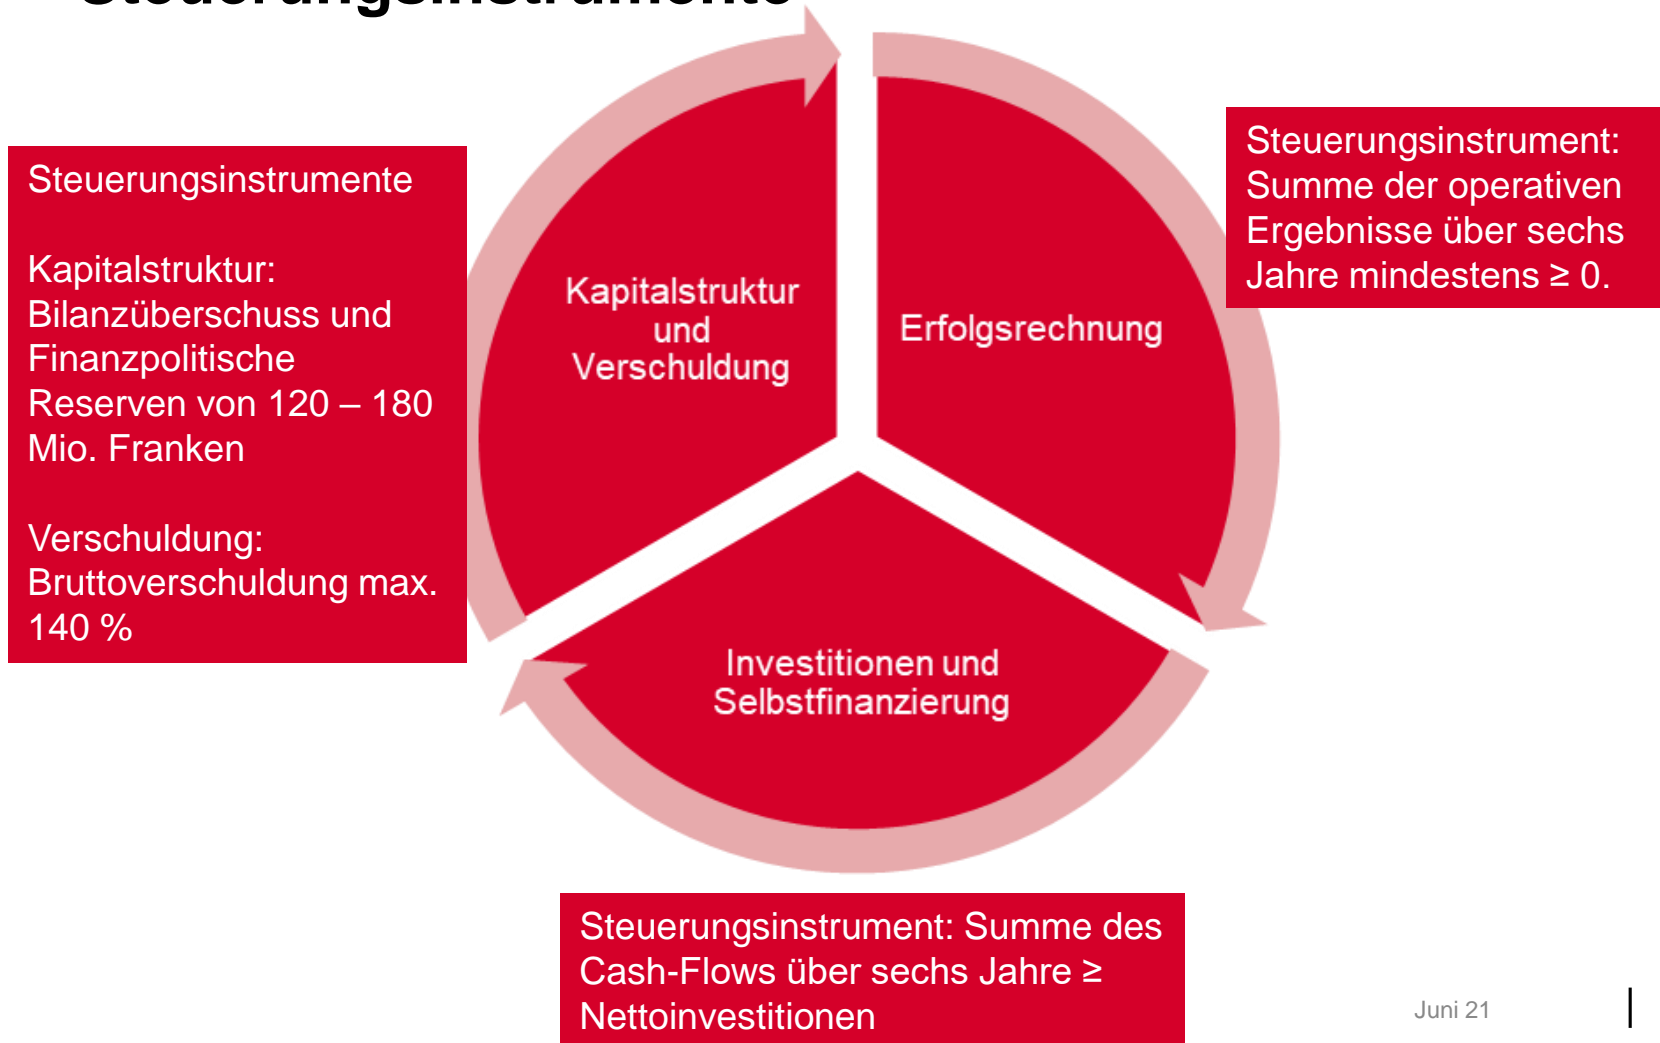 Steuerungsinstrumente
Steuerungsinstrumente
Kapitalstruktur:
Bilanzüberschuss und
Finanzpolitische
Reserven von 120 – 180
Mio. Franken
Verschuldung:
Bruttoverschuldung max.
140 %
Kapitalstruktur
und
Verschuldung
Erfolgsrechnung
Steuerungsinstrument:
Summe der operativen
Ergebnisse über sechs
Jahre mindestens ≥ 0.
Investitionen und
Selbstfinanzierung
Steuerungsinstrument: Summe des
Cash-Flows über sechs Jahre ≥
Nettoinvestitionen
Juni 21